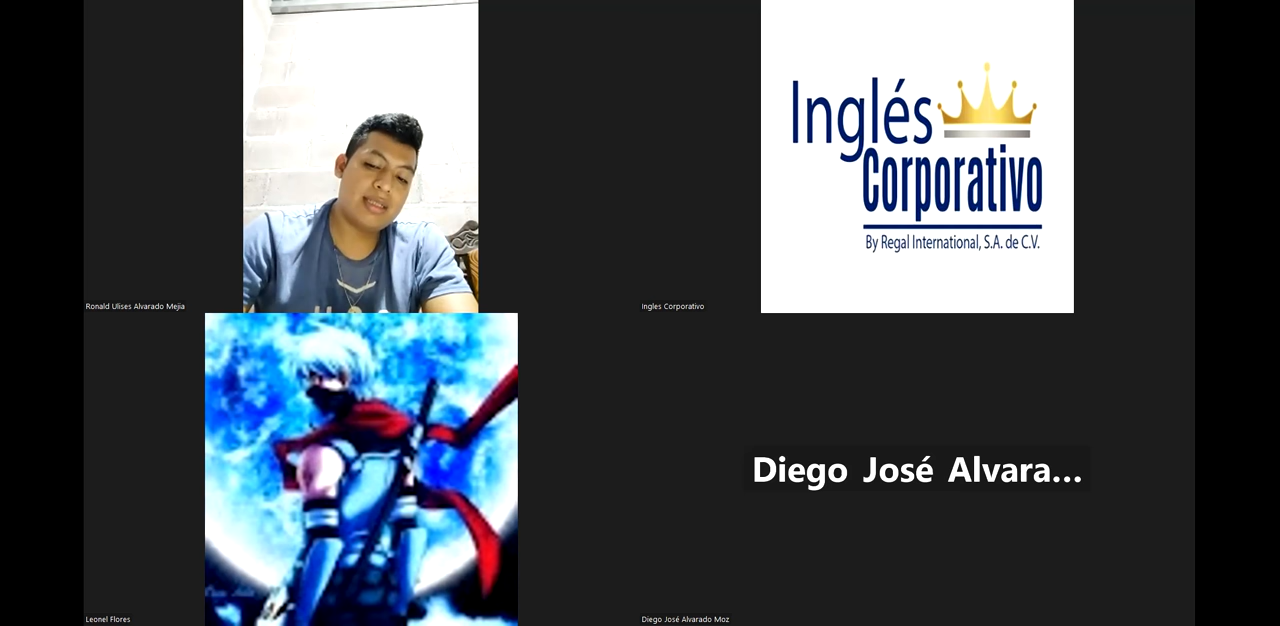 Inglés
Corporativo
By Regal International, S.A. de C.V.
Ronald Ulises Alvarado Mejia
Ingles Corporativo
Diego José Alvara...
Leonel Flores
Diego José Alvarado Moz